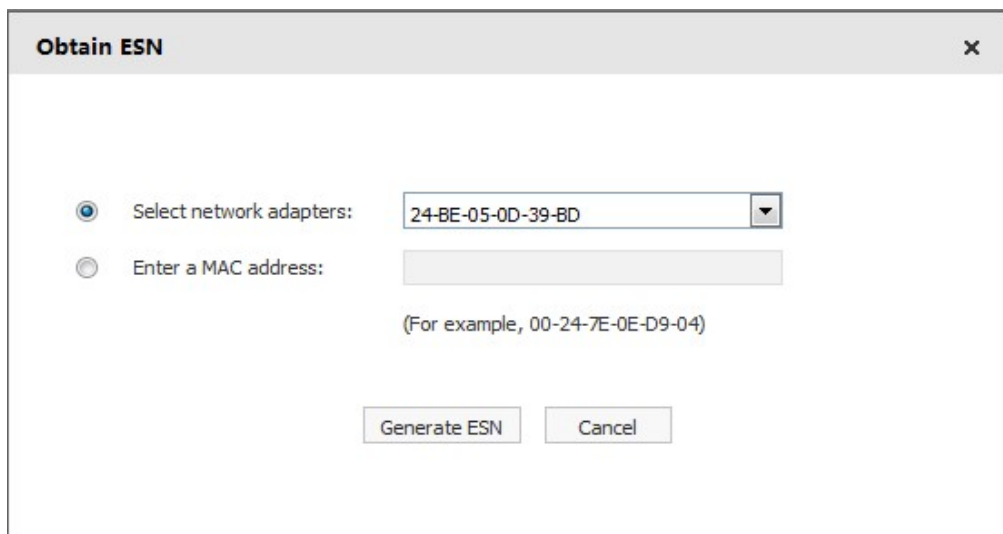 Obtain ESN
Select network adapters: 24-BE-05-0D-39-BD
Enter a MAC address:
(For example, 00-24-7E-0E-D9-04)
Generate ESN Cancel